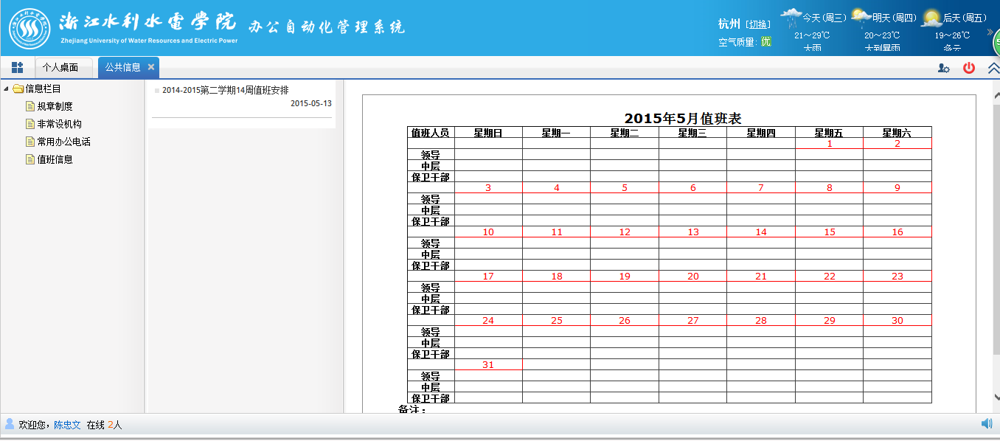 浙江水利水電學院 办公自动化管理系统
Zhejiang University of Water Resources and Electric Power
杭州 [切换]
空气质量: 优
今天(周三) 明天(周四) 后天(周五)
21~29℃ 20~23℃ 19~26℃
大雨 大到暴雨 多云
个人桌面 公共信息
信息栏目
规章制度
非常设机构
常用办公电话
值班信息
2014-2015第二学期14周值班安排
2015-05-13
2015年5月值班表
值班人员 星期日 星期一 星期二 星期三 星期四 星期五 星期六
1 2
领导
中层
保卫干部
3 4 5 6 7 8 9
领导
中层
保卫干部
10 11 12 13 14 15 16
领导
中层
保卫干部
17 18 19 20 21 22 23
领导
中层
保卫干部
24 25 26 27 28 29 30
领导
中层
保卫干部
31
领导
中层
保卫干部
备注:
欢迎您, 陈忠文 在线 2人